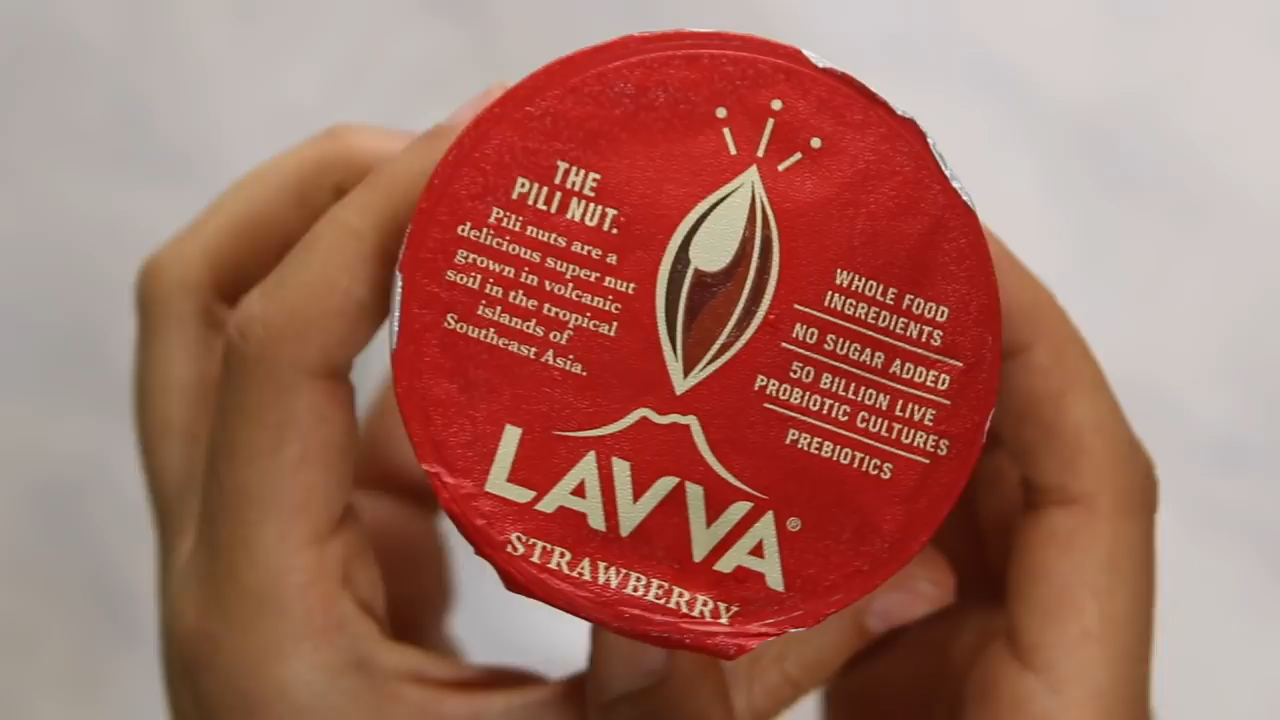 THE
PILI NUT.
Pili nuts are a
delicious super nut
grown in volcanic
soil in the tropical
islands of
Southeast Asia.
WHOLE FOOD
INGREDIENTS
NO SUGAR ADDED
50 BILLION LIVE
PROBIOTIC CULTURES
PREBIOTICS
LAVVA®
STRAWBERRY